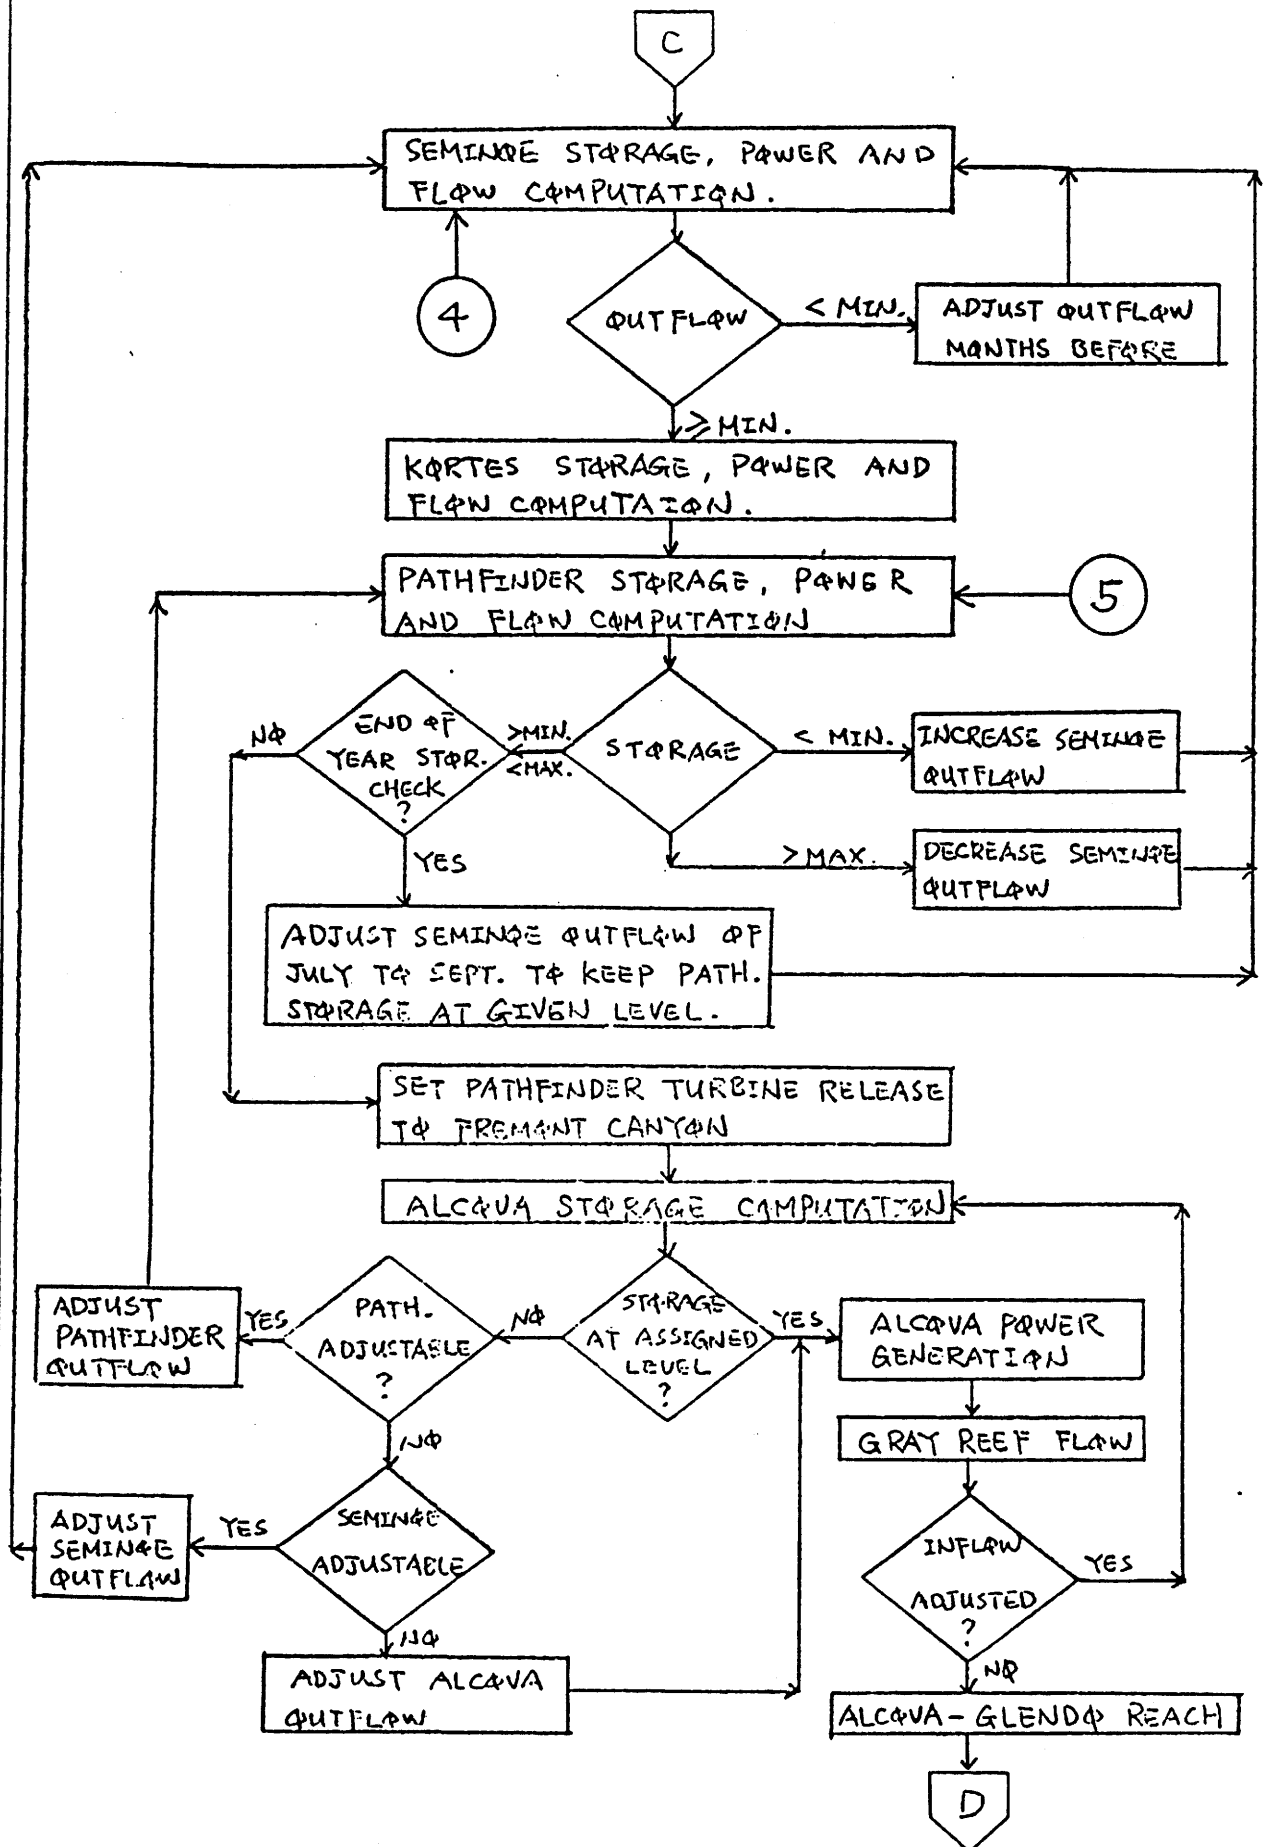 C
SEMINOE STORAGE, POWER AND
FLOW COMPUTATION.
4
OUTFLOW
< MIN.
ADJUST OUTFLOW
MONTHS BEFORE
≥ MIN.
KORTES STORAGE, POWER AND
FLOW COMPUTAION.
PATHFINDER STORAGE, POWER
AND FLOW COMPUTATION
5
END OF
YEAR STOR.
CHECK
?
NO
>MIN.
<MAX.
STORAGE
< MIN.
INCREASE SEMINOE
OUTFLOW
YES
>MAX.
DECREASE SEMINOE
OUTFLOW
ADJUST SEMINOE OUTFLOW OF
JULY TO SEPT. TO KEEP PATH.
STORAGE AT GIVEN LEVEL.
SET PATHFINDER TURBINE RELEASE
TO FREMONT CANYON
ALCOVA STORAGE COMPUTATION
ADJUST
PATHFINDER
OUTFLOW
YES
PATH.
ADJUSTABLE
?
NO
STORAGE
AT ASSIGNED
LEVEL
?
YES
ALCOVA POWER
GENERATION
NO
GRAY REEF FLOW
ADJUST
SEMINOE
OUTFLOW
YES
SEMINOE
ADJUSTABLE
INFLOW
ADJUSTED
?
YES
NO
ADJUST ALCOVA
OUTFLOW
NO
ALCOVA - GLENDO REACH
D